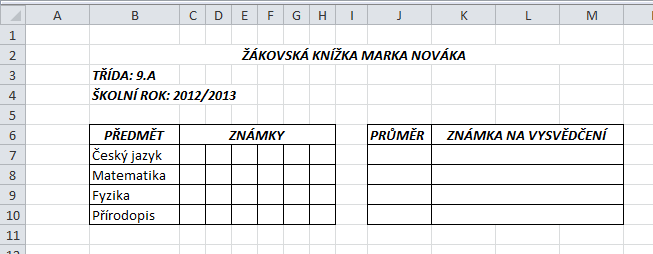 A B C D E F G H I J K L M
1
2 ŽÁKOVSKÁ KNÍŽKA MARKA NOVÁKA
3 TŘÍDA: 9.A
4 ŠKOLNÍ ROK: 2012/2013
5
6 PŘEDMĚT ZNÁMKY PRŮMĚR ZNÁMKA NA VYSVĚDČENÍ
7 Český jazyk
8 Matematika
9 Fyzika
10 Přírodopis
11